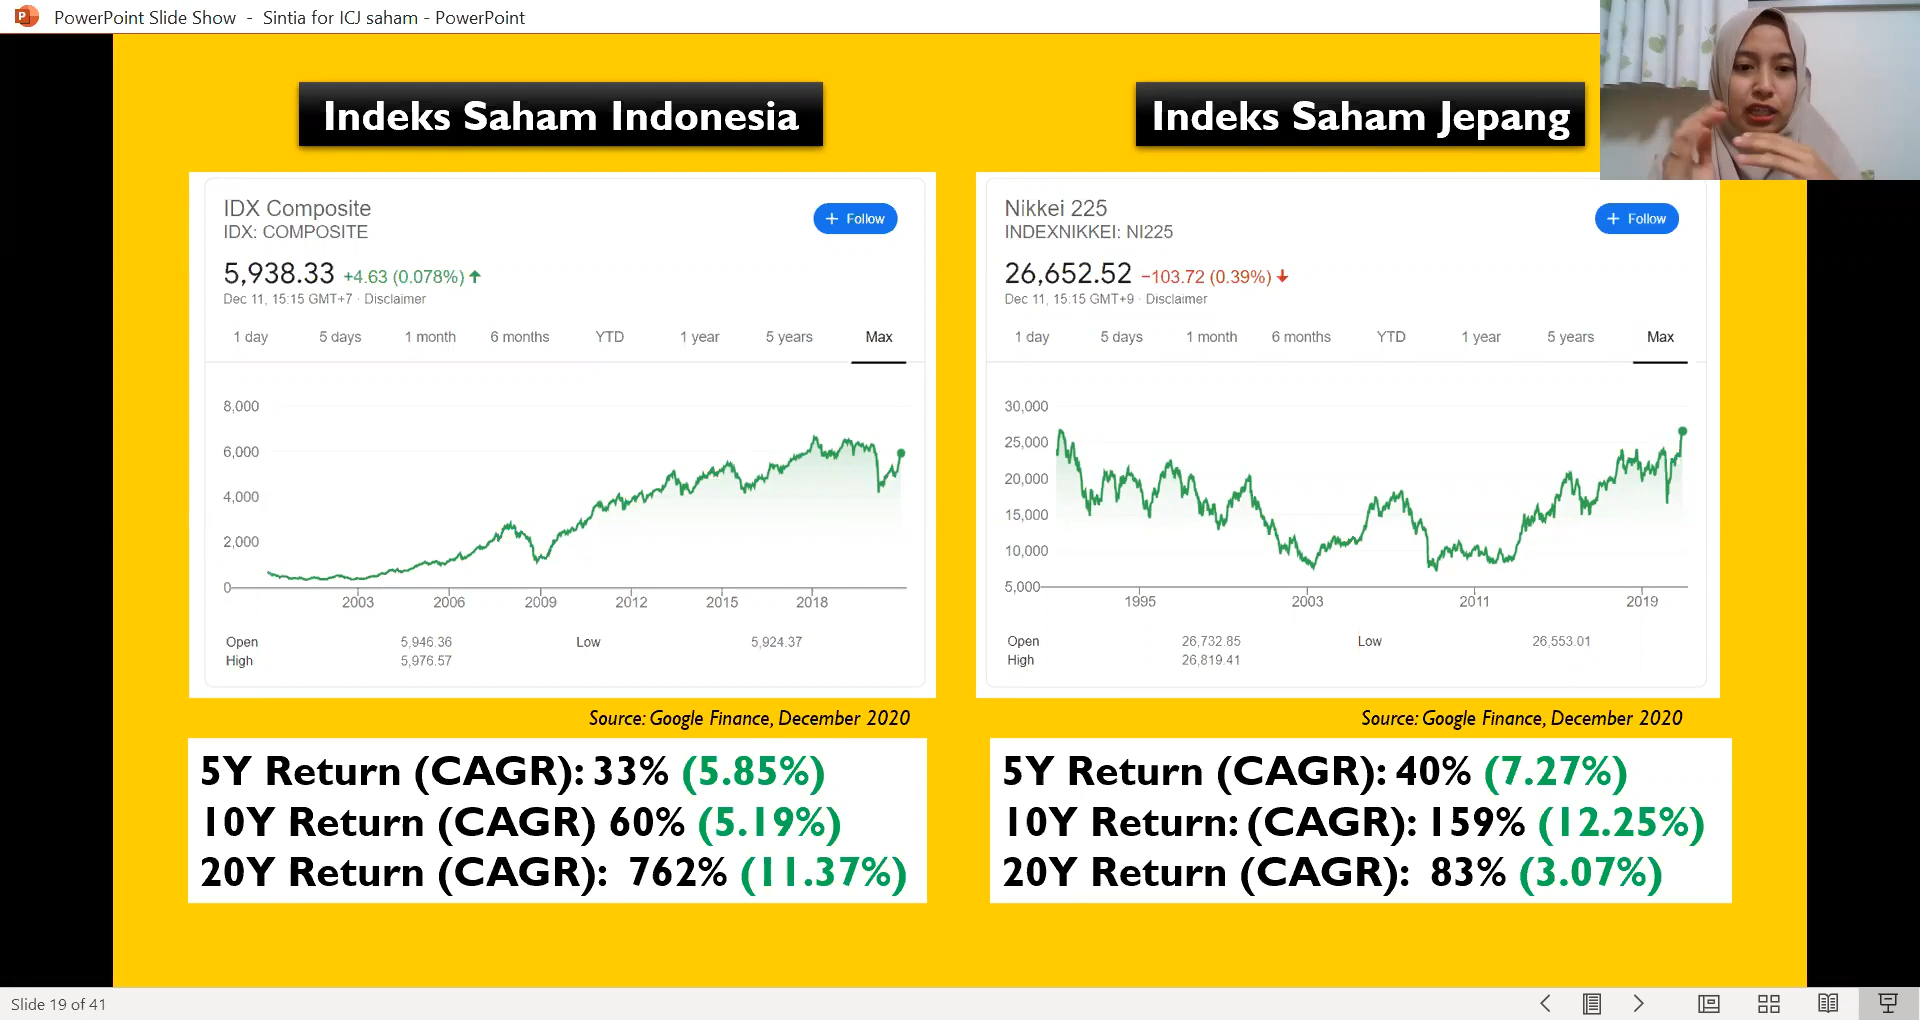 PowerPoint Slide Show - Sintia for ICJ saham - PowerPoint
Indeks Saham Indonesia
IDX Composite
IDX: COMPOSITE
+ Follow
5,938.33 +4.63 (0.078%)
Dec 11, 15:15 GMT+7 · Disclaimer
1 day 5 days 1 month 6 months YTD 1 year 5 years Max
8,000
6,000
4,000
2,000
0
2003 2006 2009 2012 2015 2018
Open 5,946.36 Low 5,924.37
High 5,976.57
Source: Google Finance, December 2020
5Y Return (CAGR): 33% (5.85%)
10Y Return (CAGR) 60% (5.19%)
20Y Return (CAGR): 762% (11.37%)
Indeks Saham Jepang
Nikkei 225
INDEXNIKKEI: NI225
+ Follow
26,652.52 −103.72 (0.39%)
Dec 11, 15:15 GMT+9 · Disclaimer
1 day 5 days 1 month 6 months YTD 1 year 5 years Max
30,000
25,000
20,000
15,000
10,000
5,000
1995 2003 2011 2019
Open 26,732.85 Low 26,553.01
High 26,819.41
Source: Google Finance, December 2020
5Y Return (CAGR): 40% (7.27%)
10Y Return: (CAGR): 159% (12.25%)
20Y Return (CAGR): 83% (3.07%)
Slide 19 of 41